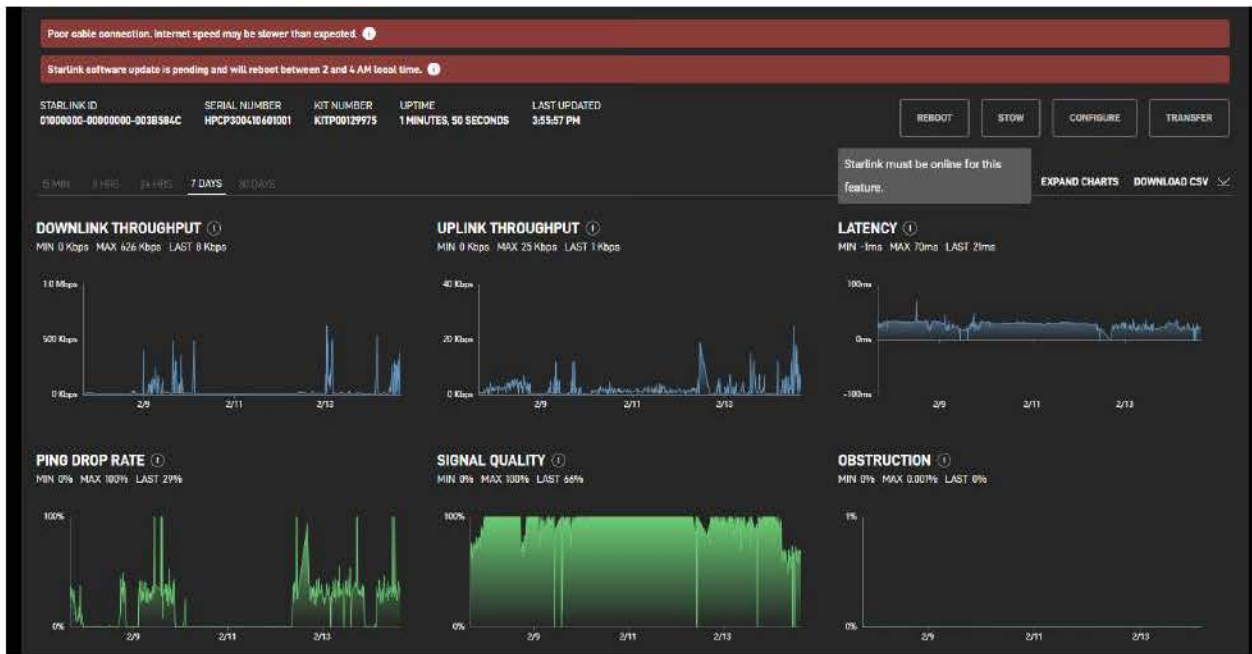 Poor cable connection. Internet speed may be slower than expected.
Starlink software update is pending and will reboot between 2 and 4 AM local time.
STARLINK ID SERIAL NUMBER KIT NUMBER UPTIME LAST UPDATED
01000000-00000000-003B584C HPCP300410601001 KITP00129975 1 MINUTES, 50 SECONDS 3:55:57 PM
REBOOT STOW CONFIGURE TRANSFER
Starlink must be online for this
feature.
15 MIN 3 HRS 24 HRS 7 DAYS 30 DAYS EXPAND CHARTS DOWNLOAD CSV
DOWNLINK THROUGHPUT
MIN 0 Kbps MAX 626 Kbps LAST 8 Kbps
1.0 Mbps
500 Kbps
0 Kbps
2/9 2/11 2/13
UPLINK THROUGHPUT
MIN 0 Kbps MAX 25 Kbps LAST 1 Kbps
40 Kbps
20 Kbps
0 Kbps
2/9 2/11 2/13
LATENCY
MIN -1ms MAX 70ms LAST 21ms
100ms
0ms
-100ms
2/9 2/11 2/13
PING DROP RATE
MIN 0% MAX 100% LAST 29%
100%
0%
2/9 2/11 2/13
SIGNAL QUALITY
MIN 0% MAX 100% LAST 66%
100%
0%
2/9 2/11 2/13
OBSTRUCTION
MIN 0% MAX 0.001% LAST 0%
1%
0%
2/9 2/11 2/13